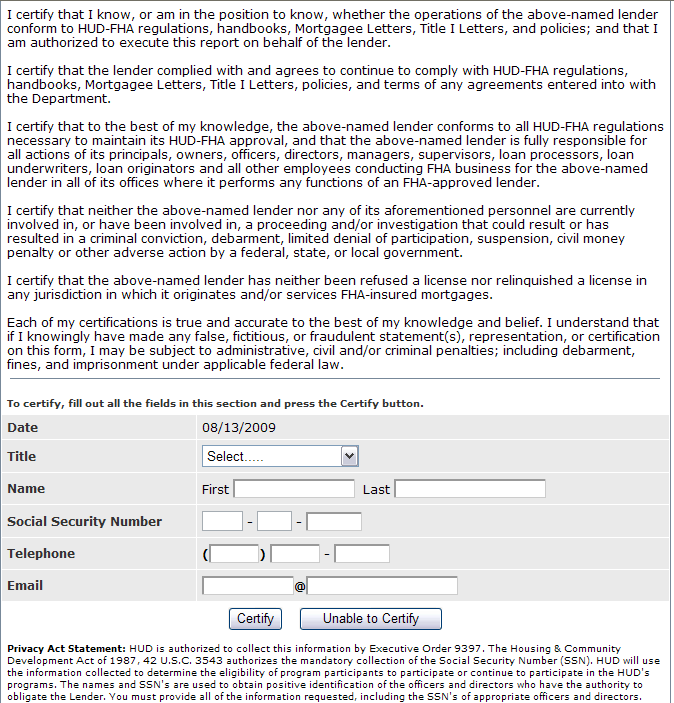 I certify that I know, or am in the position to know, whether the operations of the above-named lender
conform to HUD-FHA regulations, handbooks, Mortgagee Letters, Title I Letters, and policies; and that I
am authorized to execute this report on behalf of the lender.
I certify that the lender complied with and agrees to continue to comply with HUD-FHA regulations,
handbooks, Mortgagee Letters, Title I Letters, policies, and terms of any agreements entered into with
the Department.
I certify that to the best of my knowledge, the above-named lender conforms to all HUD-FHA regulations
necessary to maintain its HUD-FHA approval, and that the above-named lender is fully responsible for
all actions of its principals, owners, officers, directors, managers, supervisors, loan processors, loan
underwriters, loan originators and all other employees conducting FHA business for the above-named
lender in all of its offices where it performs any functions of an FHA-approved lender.
I certify that neither the above-named lender nor any of its aforementioned personnel are currently
involved in, or have been involved in, a proceeding and/or investigation that could result or has
resulted in a criminal conviction, debarment, limited denial of participation, suspension, civil money
penalty or other adverse action by a federal, state, or local government.
I certify that the above-named lender has neither been refused a license nor relinquished a license in
any jurisdiction in which it originates and/or services FHA-insured mortgages.
Each of my certifications is true and accurate to the best of my knowledge and belief. I understand that
if I knowingly have made any false, fictitious, or fraudulent statement(s), representation, or certification
on this form, I may be subject to administrative, civil and/or criminal penalties; including debarment,
fines, and imprisonment under applicable federal law.
To certify, fill out all the fields in this section and press the Certify button.
Date 08/13/2009
Title Select.....
Name First Last
Social Security Number - -
Telephone ( ) -
Email @
Certify Unable to Certify
Privacy Act Statement: HUD is authorized to collect this information by Executive Order 9397. The Housing & Community
Development Act of 1987, 42 U.S.C. 3543 authorizes the mandatory collection of the Social Security Number (SSN). HUD will use
the information collected to determine the eligibility of program participants to participate or continue to participate in the HUD's
programs. The names and SSN's are used to obtain positive identification of the officers and directors who have the authority to
obligate the Lender. You must provide all of the information requested, including the SSN's of appropriate officers and directors.